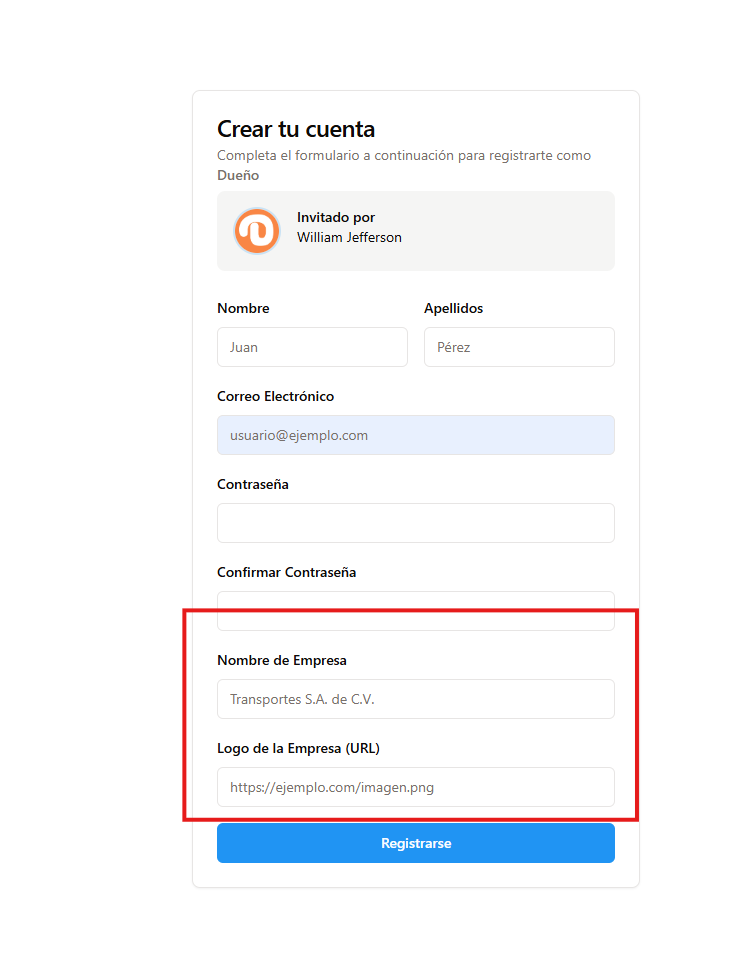 Crear tu cuenta
Completa el formulario a continuación para registrarte como
Dueño
Invitado por
William Jefferson
Nombre
Apellidos
Juan
Pérez
Correo Electrónico
usuario@ejemplo.com
Contraseña
Confirmar Contraseña
Nombre de Empresa
Transportes S.A. de C.V.
Logo de la Empresa (URL)
https://ejemplo.com/imagen.png
Registrarse